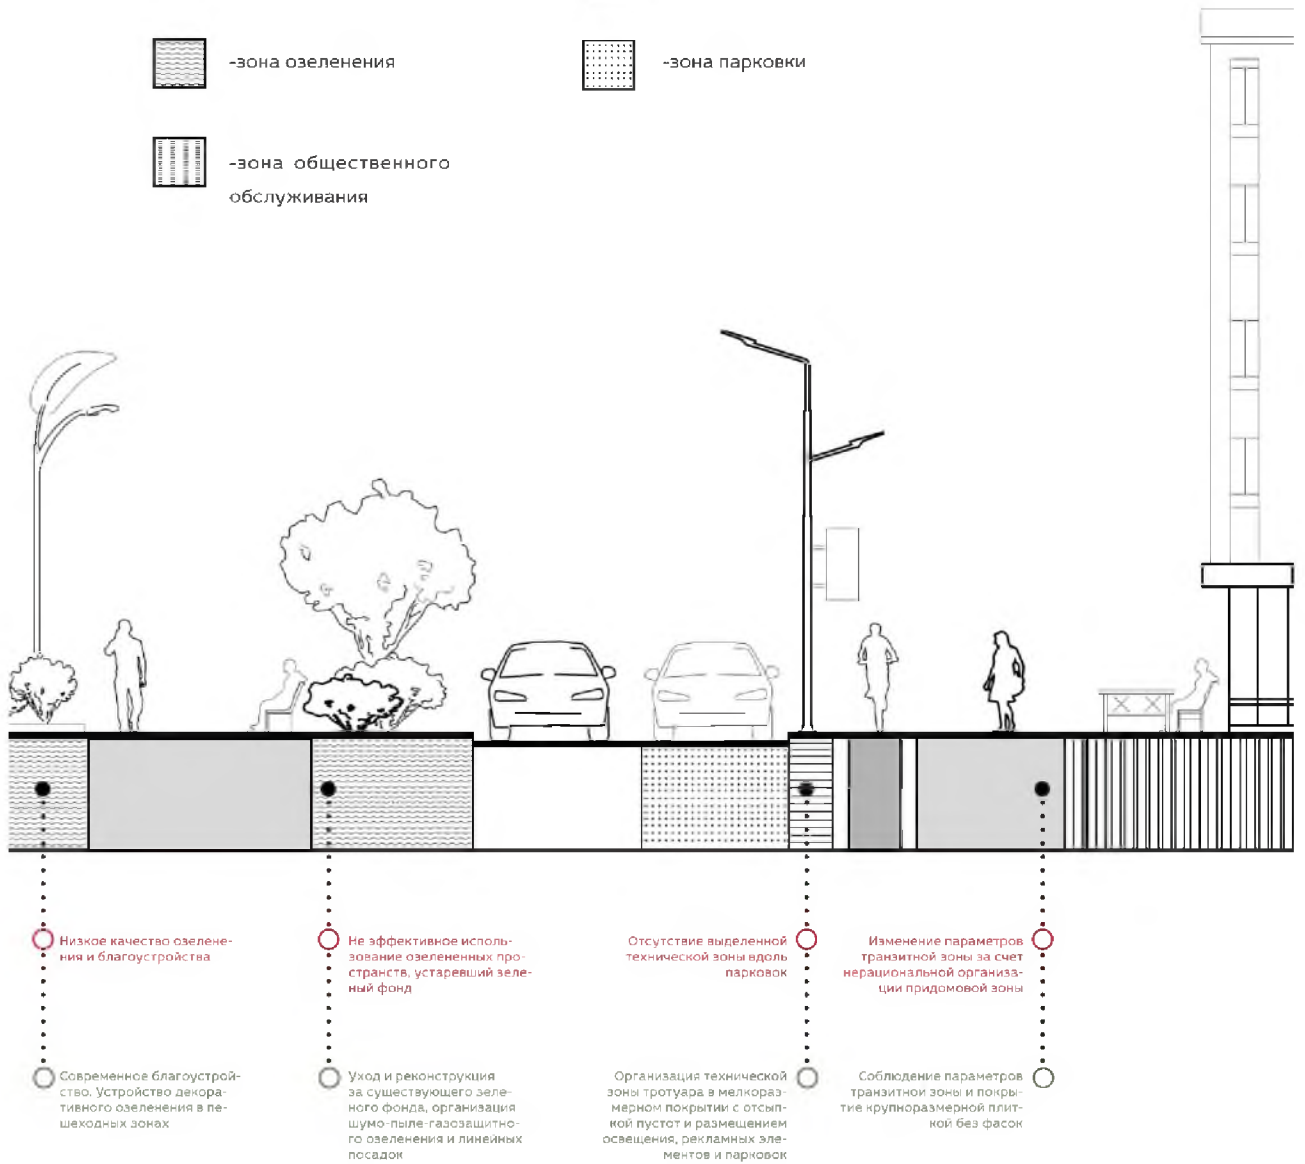 -зона озеленения
-зона парковки
-зона общественного
обслуживания
Низкое качество озелене-
ния и благоустройства
Не эффективное исполь-
зование озелененных про-
странств, устаревший зеле-
ный фонд
Отсутствие выделенной
технической зоны вдоль
парковок
Изменение параметров
транзитной зоны за счет
нерациональной организа-
ции придомовой зоны
Современное благоустрой-
ство. Устройство декора-
тивного озеленения в пе-
шеходных зонах
Уход и реконструкция
за существующего зеле-
ного фонда, организация
шумо-пыле-газозащитно-
го озеленения и линейных
посадок
Организация технической
зоны тротуара в мелкораз-
мерном покрытии с отсып-
кой пустот и размещением
освещения, рекламных эле-
ментов и парковок
Соблюдение параметров
транзитной зоны и покры-
тие крупноразмерной плит-
кой без фасок